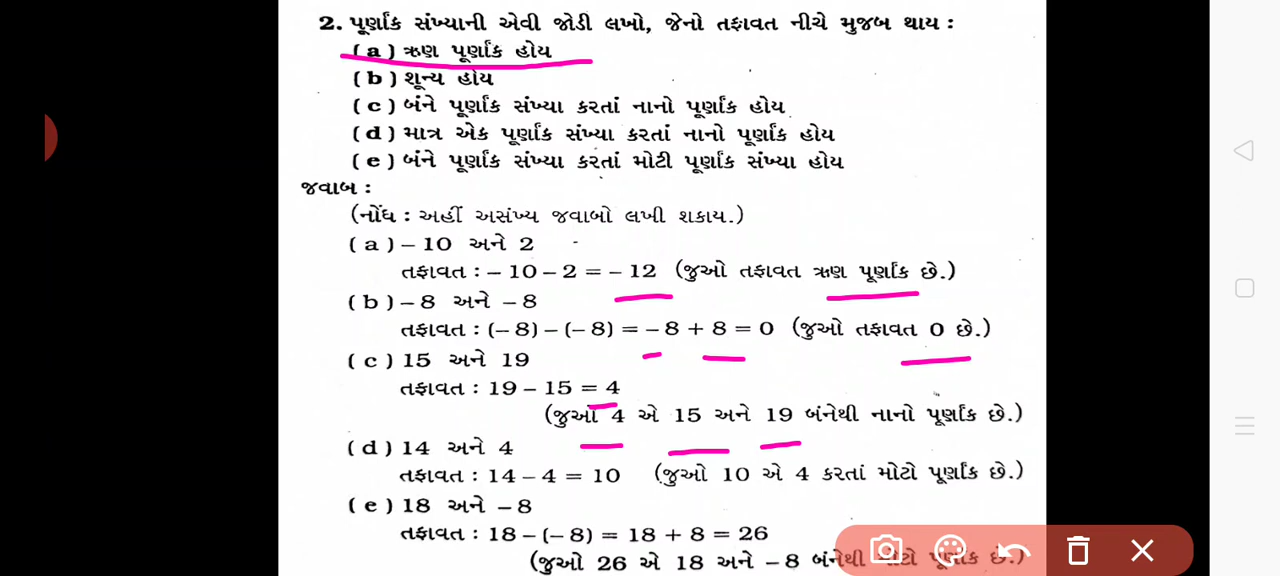 2. પૂર્ણાંક સંખ્યાની એવી જોડી લખો, જેનો તફાવત નીચે મુજબ થાય :
(a) ઋણ પૂર્ણાંક હોય
(b) શૂન્ય હોય
(c) બંને પૂર્ણાંક સંખ્યા કરતાં નાનો પૂર્ણાંક હોય
(d) માત્ર એક પૂર્ણાંક સંખ્યા કરતાં નાનો પૂર્ણાંક હોય
(e) બંને પૂર્ણાંક સંખ્યા કરતાં મોટી પૂર્ણાંક સંખ્યા હોય
જવાબ :
(નોંધ : અહીં અસંખ્ય જવાબો લખી શકાય.)
(a) – 10 અને 2
તફાવત : – 10 – 2 = – 12 (જુઓ તફાવત ઋણ પૂર્ણાંક છે.)
(b) – 8 અને – 8
તફાવત : (– 8) – (– 8) = – 8 + 8 = 0 (જુઓ તફાવત 0 છે.)
(c) 15 અને 19
તફાવત : 19 – 15 = 4
(જુઓ 4 એ 15 અને 19 બંનેથી નાનો પૂર્ણાંક છે.)
(d) 14 અને 4
તફાવત : 14 – 4 = 10 (જુઓ 10 એ 4 કરતાં મોટો પૂર્ણાંક છે.)
(e) 18 અને – 8
તફાવત : 18 – (– 8) = 18 + 8 = 26
(જુઓ 26 એ 18 અને – 8 બંનેથી મોટો પૂર્ણાંક છે.)